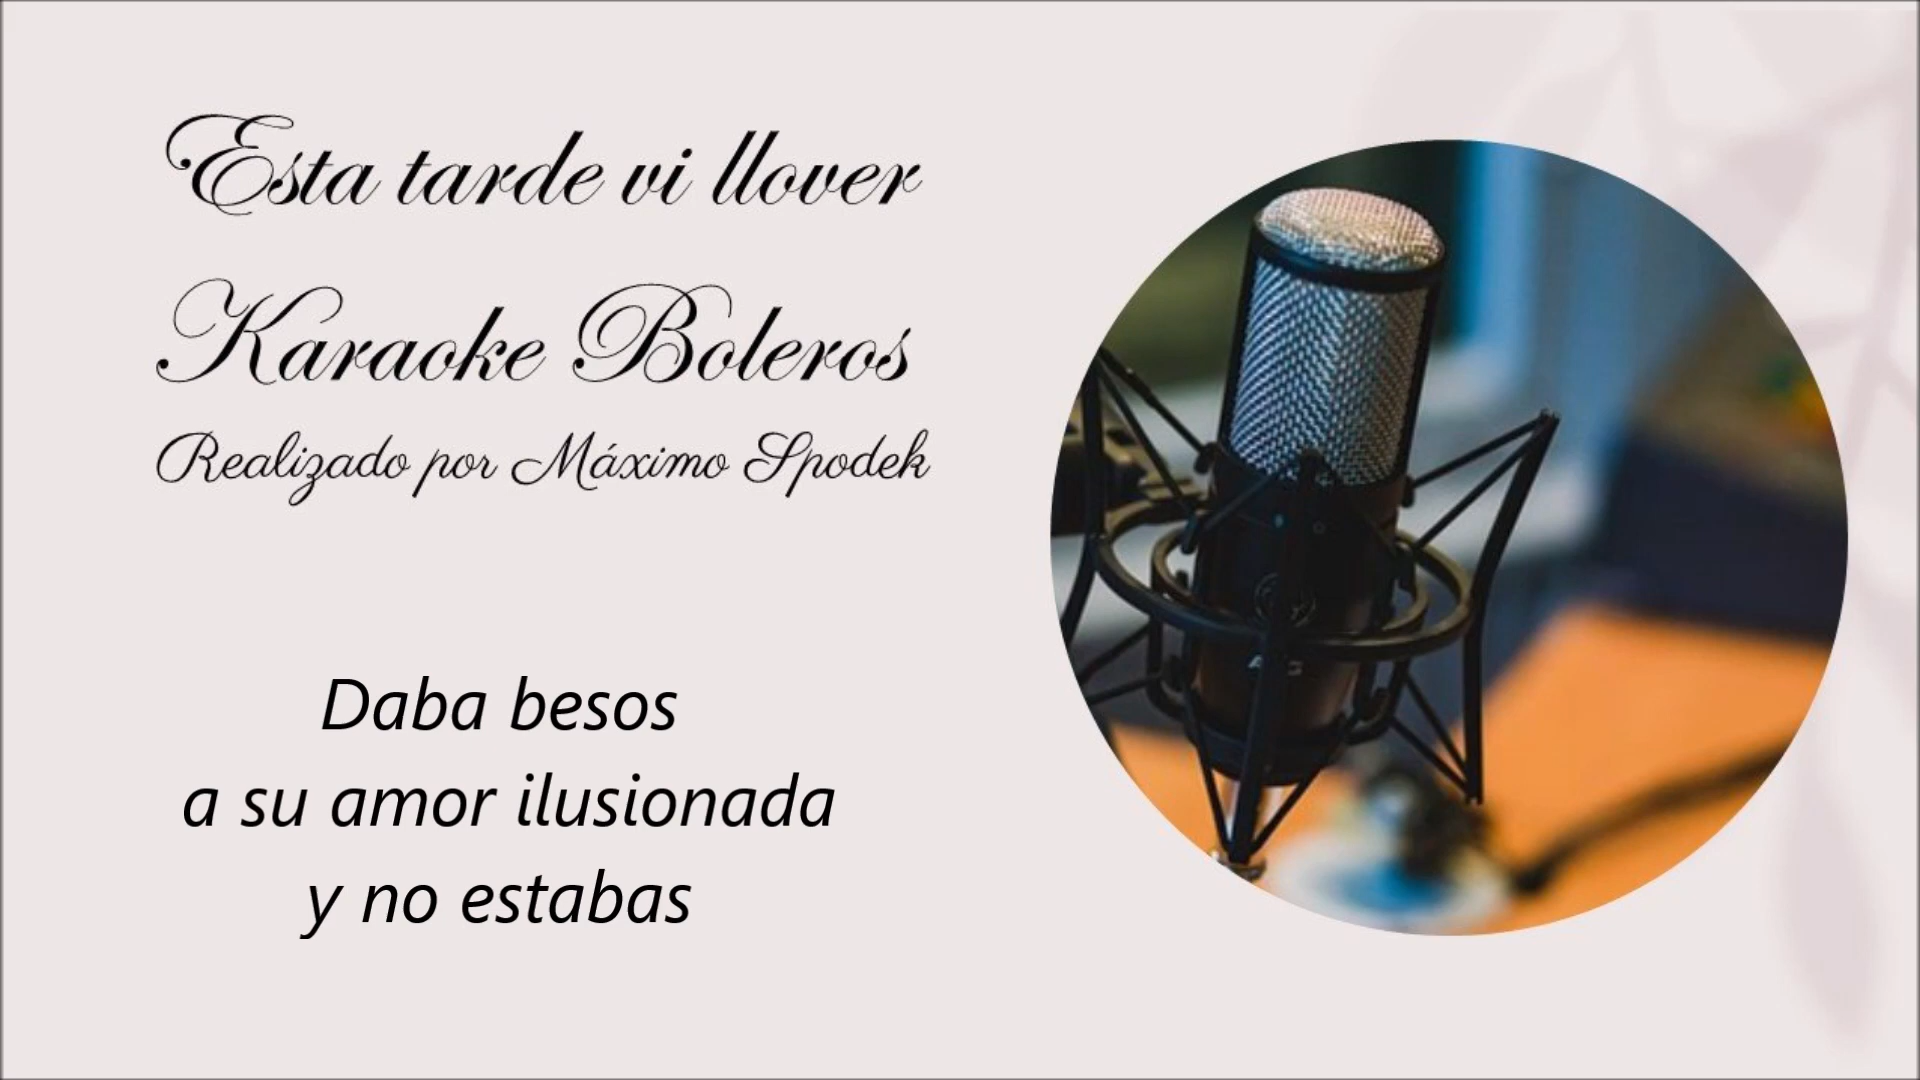 Esta tarde vi llover
Karaoke Boleros
Realizado por Máximo Spodek
Daba besos
a su amor ilusionada
y no estabas